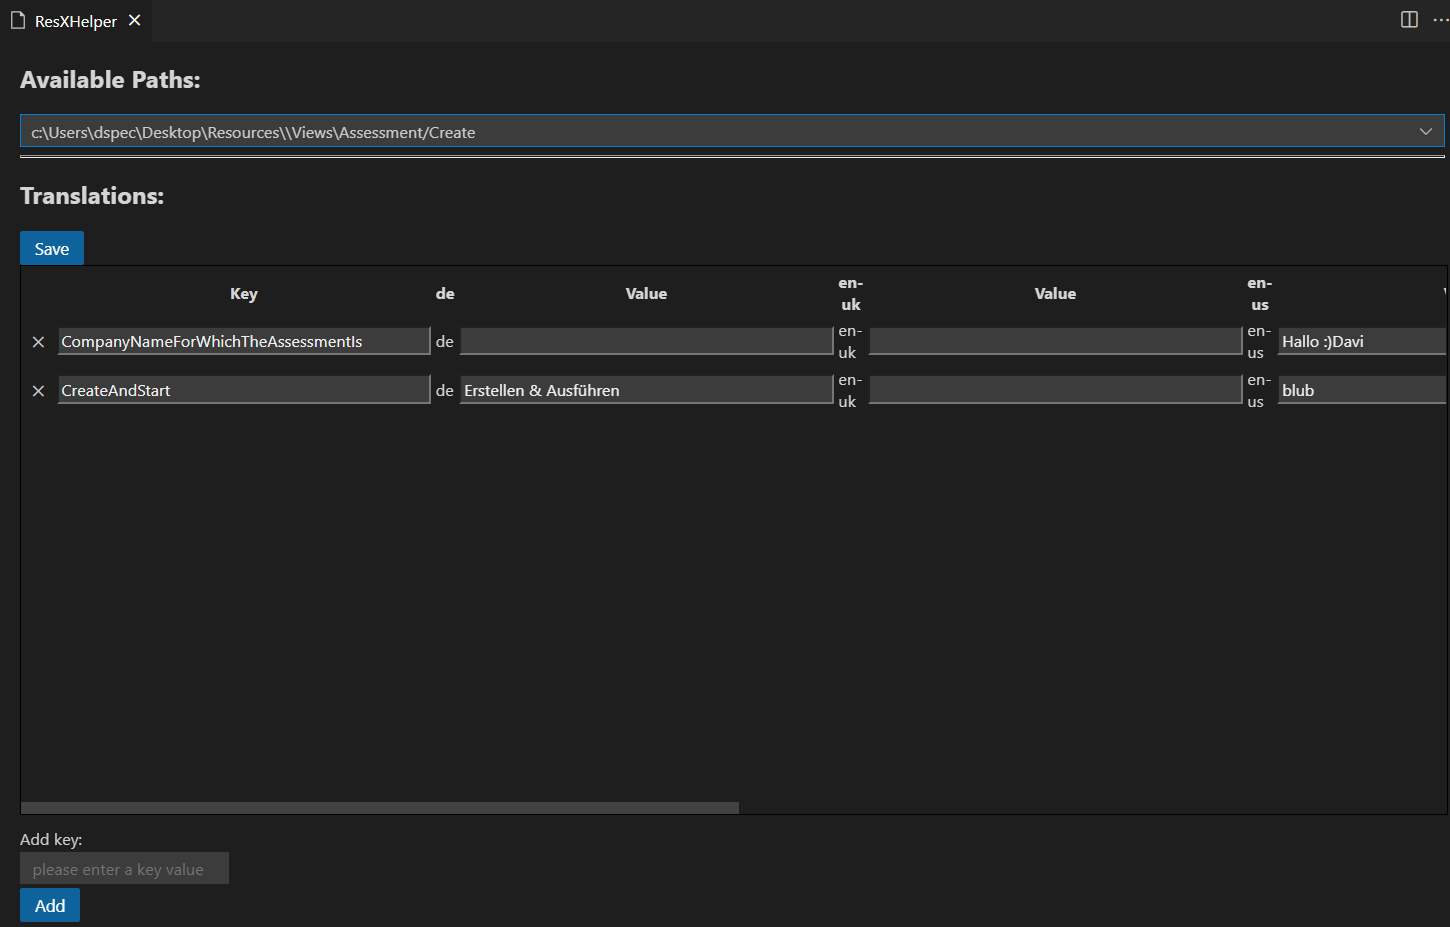 ResXHelper
Available Paths:
c:\Users\dspec\Desktop\Resources\\Views\Assessment/Create
Translations:
Save
Key de Value en-uk Value en-us
CompanyNameForWhichTheAssessmentIs de en-uk en-us Hallo :)Davi
CreateAndStart de Erstellen & Ausführen en-uk en-us blub
Add key:
please enter a key value
Add